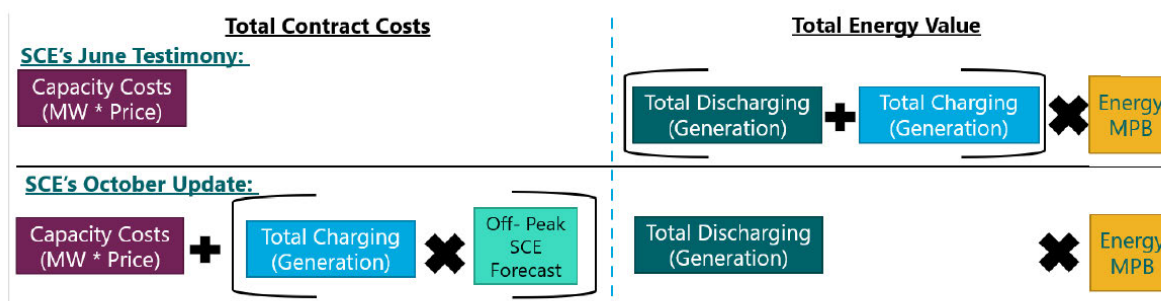 Total Contract Costs
Total Energy Value
SCE's June Testimony:
Capacity Costs
(MW * Price)
Total Discharging
(Generation)
Total Charging
(Generation)
Energy
MPB
SCE's October Update:
Capacity Costs
(MW * Price)
Total Charging
(Generation)
Off- Peak
SCE
Forecast
Total Discharging
(Generation)
Energy
MPB